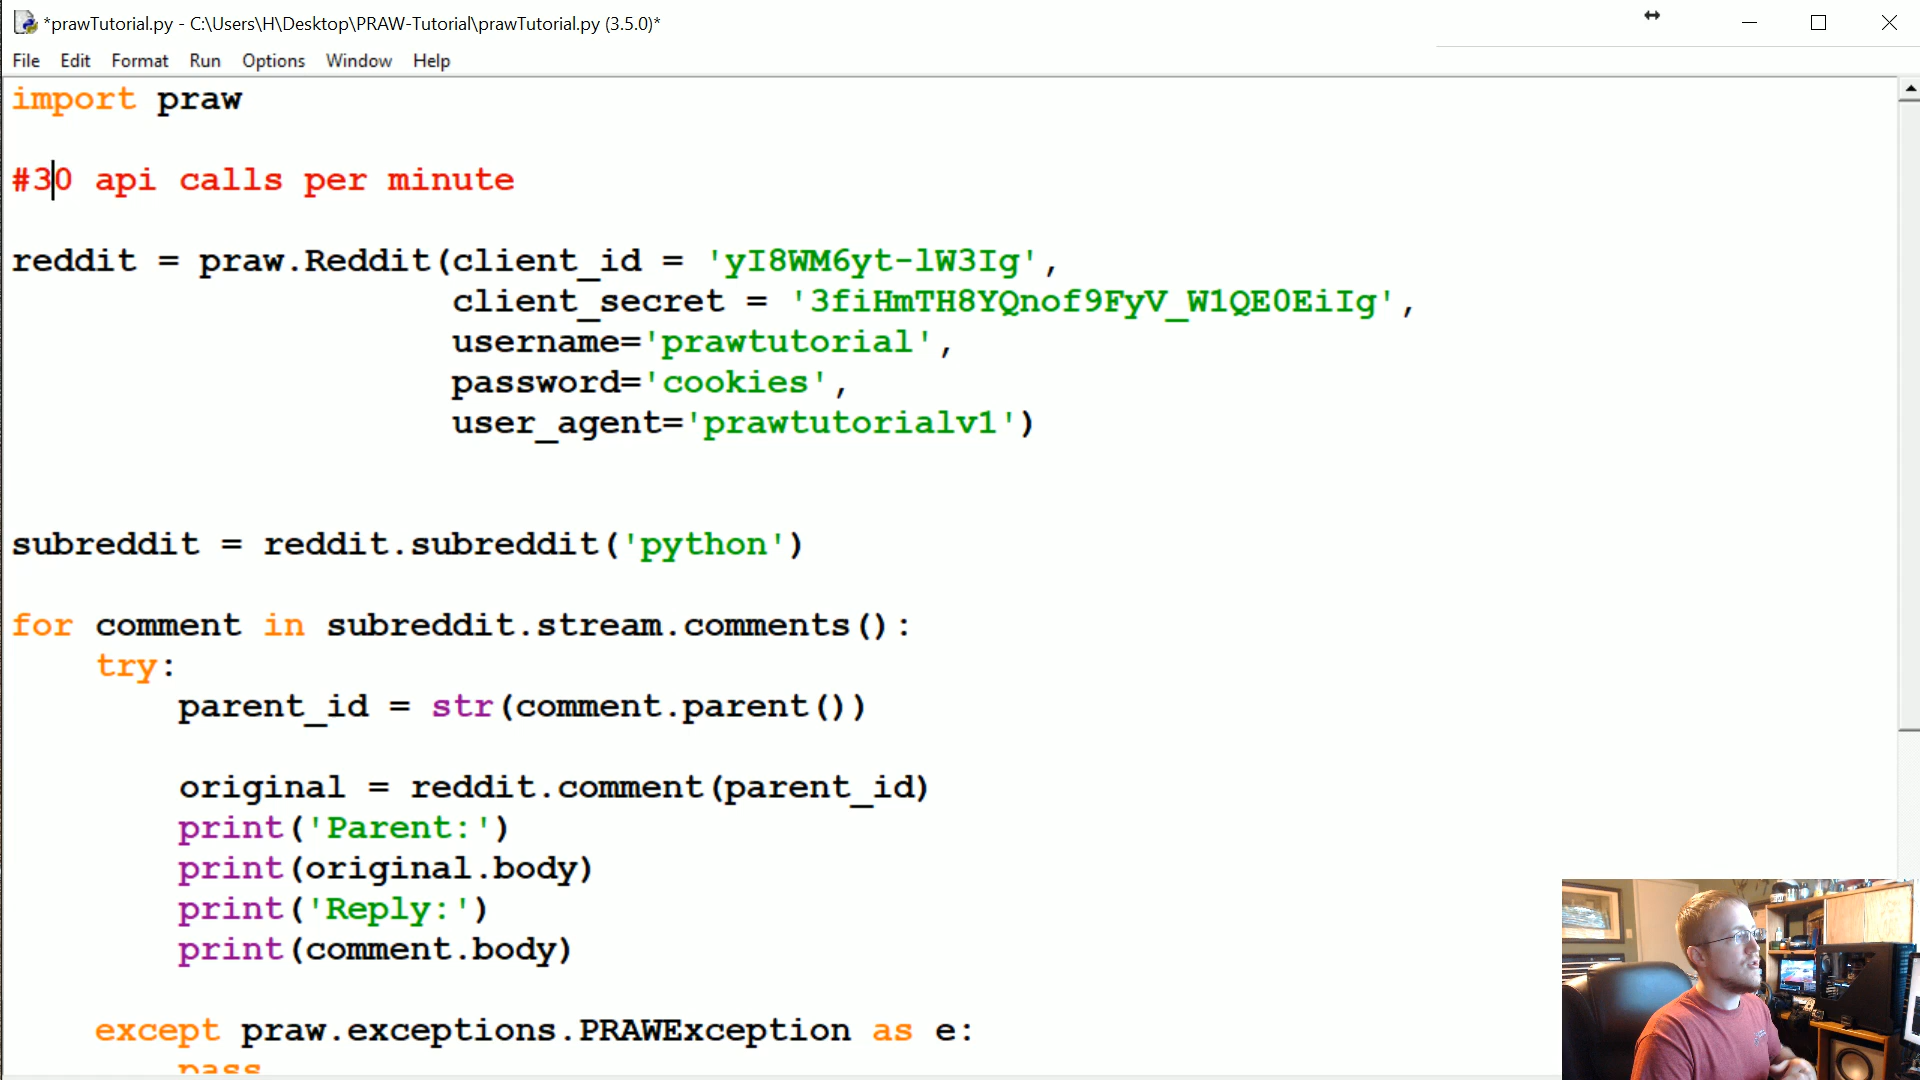 *prawTutorial.py - C:\Users\H\Desktop\PRAW-Tutorial\prawTutorial.py (3.5.0)*
File Edit Format Run Options Window Help
import praw
#30 api calls per minute
reddit = praw.Reddit(client_id = 'yI8WM6yt-lW3Ig',
client_secret = '3fiHmTH8YQnof9FyV_W1QE0EiIg',
username='prawtutorial',
password='cookies',
user_agent='prawtutorialv1')
subreddit = reddit.subreddit('python')
for comment in subreddit.stream.comments():
try:
parent_id = str(comment.parent())
original = reddit.comment(parent_id)
print('Parent:')
print(original.body)
print('Reply:')
print(comment.body)
except praw.exceptions.PRAWException as e:
pass